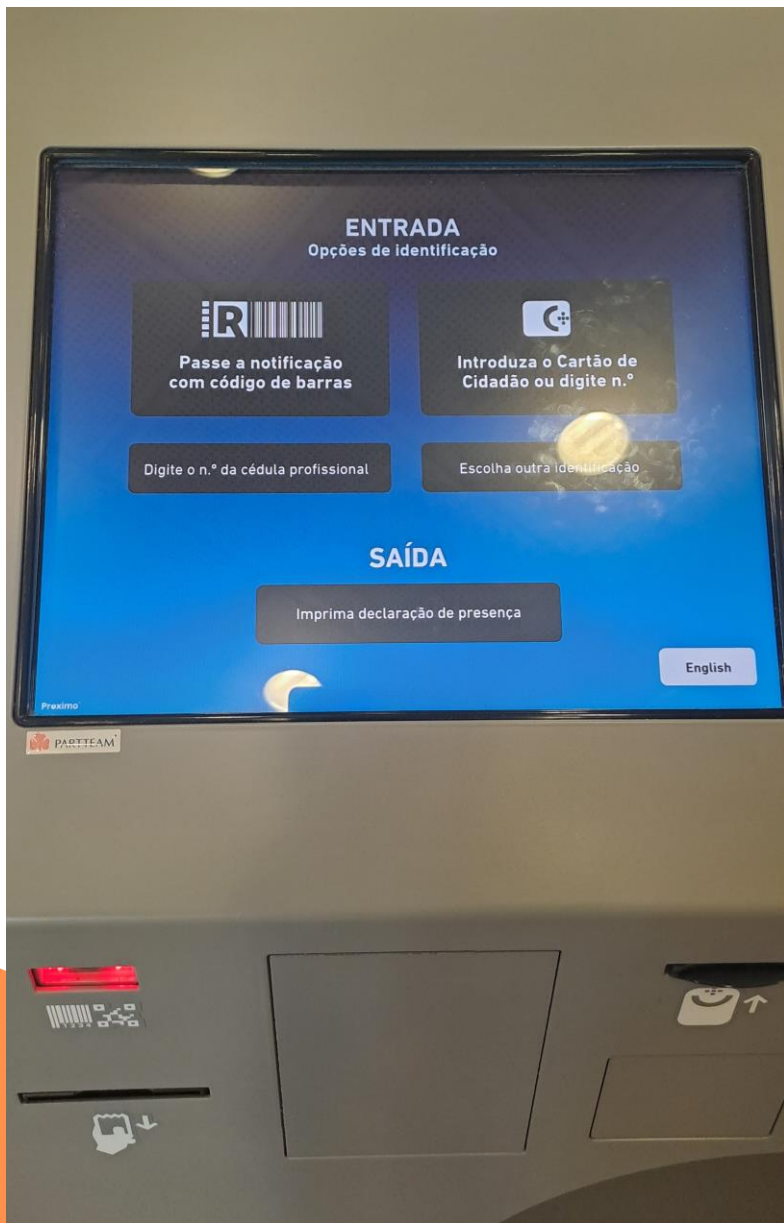 ENTRADA
Opções de identificação
R
Passe a notificação
com código de barras
Introduza o Cartão de
Cidadão ou digite n.º
Digite o n.º da cédula profissional
Escolha outra identificação
SAÍDA
Imprima declaração de presença
English
Proximo
PARTTEAM
1234